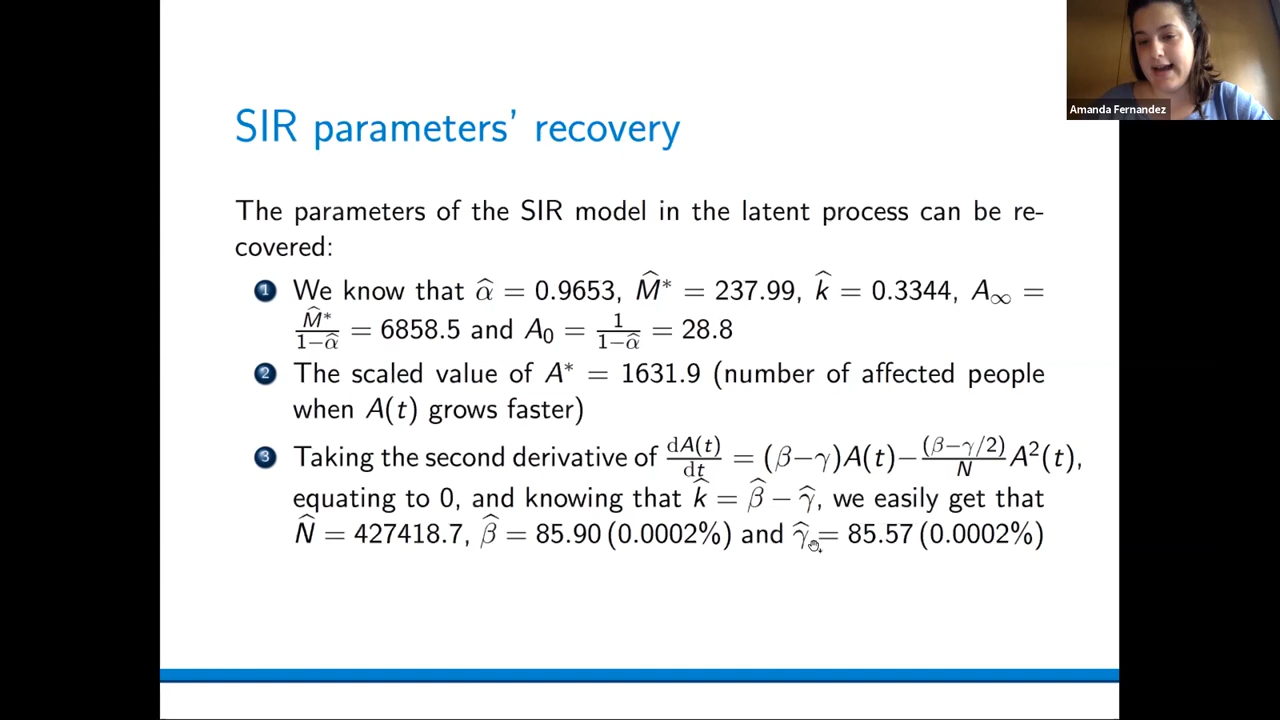 Amanda Fernandez
SIR parameters’ recovery
The parameters of the SIR model in the latent process can be re-
covered:
1 We know that α̂ = 0.9653, M̂* = 237.99, k̂ = 0.3344, A∞ =
M̂*/(1−α̂) = 6858.5 and A₀ = 1/(1−α̂) = 28.8
2 The scaled value of A* = 1631.9 (number of affected people
when A(t) grows faster)
3 Taking the second derivative of dA(t)/dt = (β−γ)A(t)−(β−γ/2)/N A²(t),
equating to 0, and knowing that k̂ = β̂ − γ̂, we easily get that
N̂ = 427418.7, β̂ = 85.90 (0.0002%) and γ̂ = 85.57 (0.0002%)